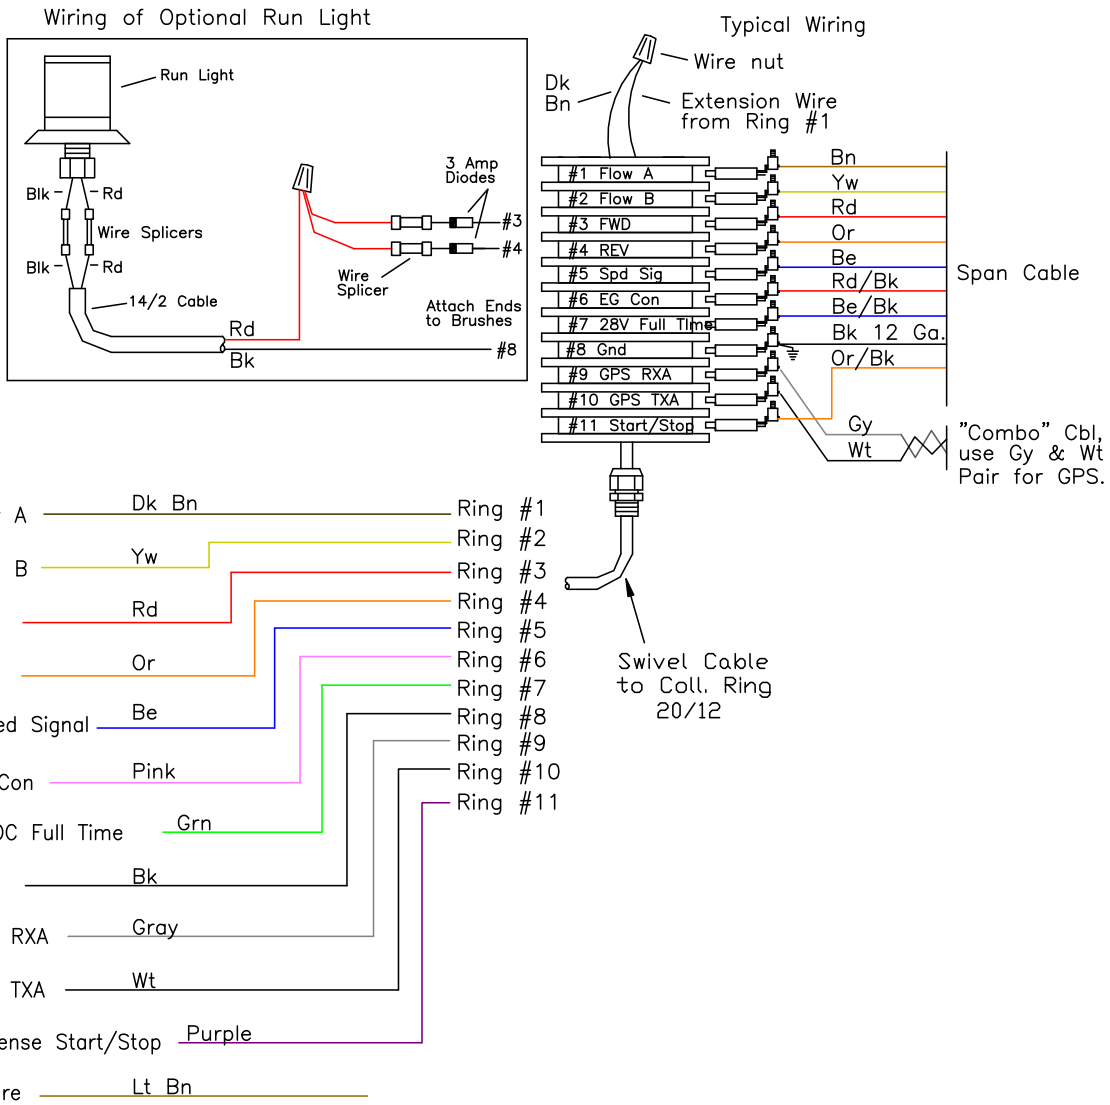 Wiring of Optional Run Light
Run Light
Blk
Rd
Wire Splicers
Blk
Rd
14/2 Cable
Rd
Bk
3 Amp
Diodes
#3
#4
Wire
Splicer
Attach Ends
to Brushes
#8
Typical Wiring
Wire nut
Dk
Bn
Extension Wire
from Ring #1
#1 Flow A
#2 Flow B
#3 FWD
#4 REV
#5 Spd Sig
#6 EG Con
#7 28V Full Time
#8 Gnd
#9 GPS RXA
#10 GPS TXA
#11 Start/Stop
Bn
Yw
Rd
Or
Be
Rd/Bk
Be/Bk
Bk 12 Ga.
Or/Bk
Gy
Wt
Span Cable
"Combo" Cbl,
use Gy & Wt
Pair for GPS.
Swivel Cable
to Coll. Ring
20/12
A Dk Bn Ring #1
B Yw Ring #2
Rd Ring #3
Or Ring #4
ed Signal Be Ring #5
Con Pink Ring #6
DC Full Time Grn Ring #7
Bk Ring #8
RXA Gray Ring #9
TXA Wt Ring #10
ense Start/Stop Purple Ring #11
re Lt Bn